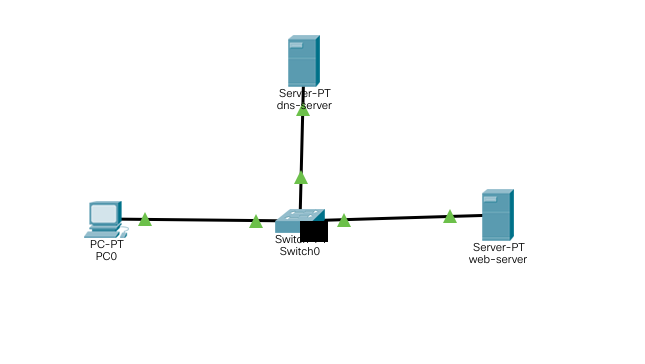 Server-PT
dns-server
PC-PT
PC0
Switch0
Server-PT
web-server